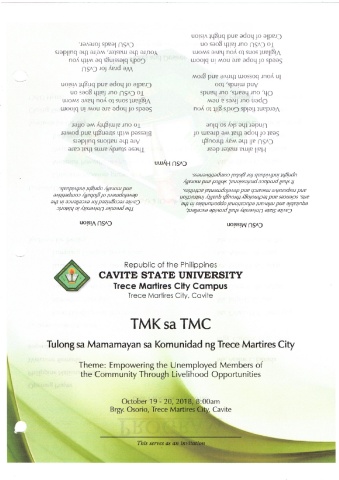 CvSU Mission
Cavite State University shall provide excellent,
equitable and relevant educational opportunities in the
arts, sciences and technology through quality instruction
and responsive research and development activities.
It shall produce professional, skilled and morally
upright individuals for global competitiveness.
CvSU Vision
The premier University in historic
Cavite recognized for excellence in the
development of globally competitive
and morally upright individuals.
CvSU Hymn
Hail alma mater dear
CvSU all the way through
Seat of hope that we dream of
Under the sky so blue
Verdant fields God's gift to you
Open our lives a new
Oh, our hearts, our hands
And minds, too
In your bosom thrust and grow
Seeds of hope are now in bloom
Vigilant sons to you have sworn
To CvSU our faith goes on
Cradle of hope and bright vision
These sturdy arms that care
Are the nation builders
Blessed with strength and power
To our almighty we offer
Seeds of hope are now in bloom
Vigilant sons to you have sworn
To CvSU our faith goes on
Cradle of hope and bright vision
We pray for CvSU
God's blessings be with you
You're the master, we're the builders
CvSU leads forever.
Republic of the Philippines
CAVITE STATE UNIVERSITY
Trece Martires City Campus
Trece Martires City, Cavite
TMK sa TMC
Tulong sa Mamamayan sa Komunidad ng Trece Martires City
Theme: Empowering the Unemployed Members of
the Community Through Livelihood Opportunities
October 19 - 20, 2018, 8:00am
Brgy. Osorio, Trece Martires City, Cavite
This serves as an invitation